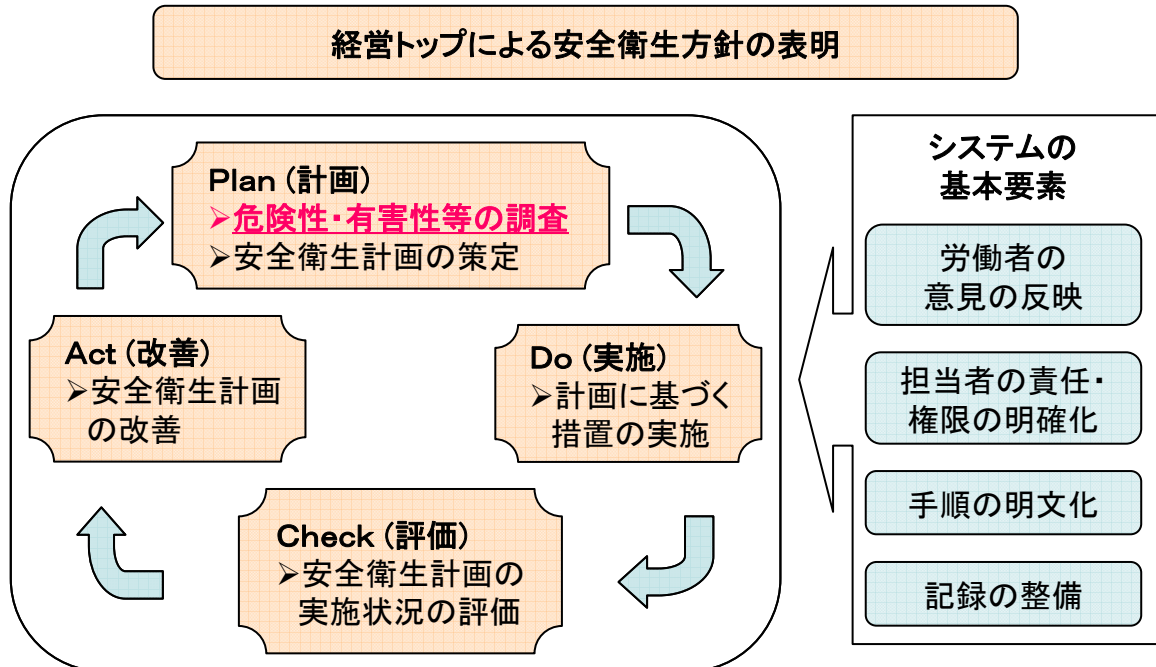 経営トップによる安全衛生方針の表明
Plan (計画)
➢危険性・有害性等の調査
➢安全衛生計画の策定
Do (実施)
➢計画に基づく
措置の実施
Check (評価)
➢安全衛生計画の
実施状況の評価
Act (改善)
➢安全衛生計画
の改善
システムの
基本要素
労働者の
意見の反映
担当者の責任・
権限の明確化
手順の明文化
記録の整備